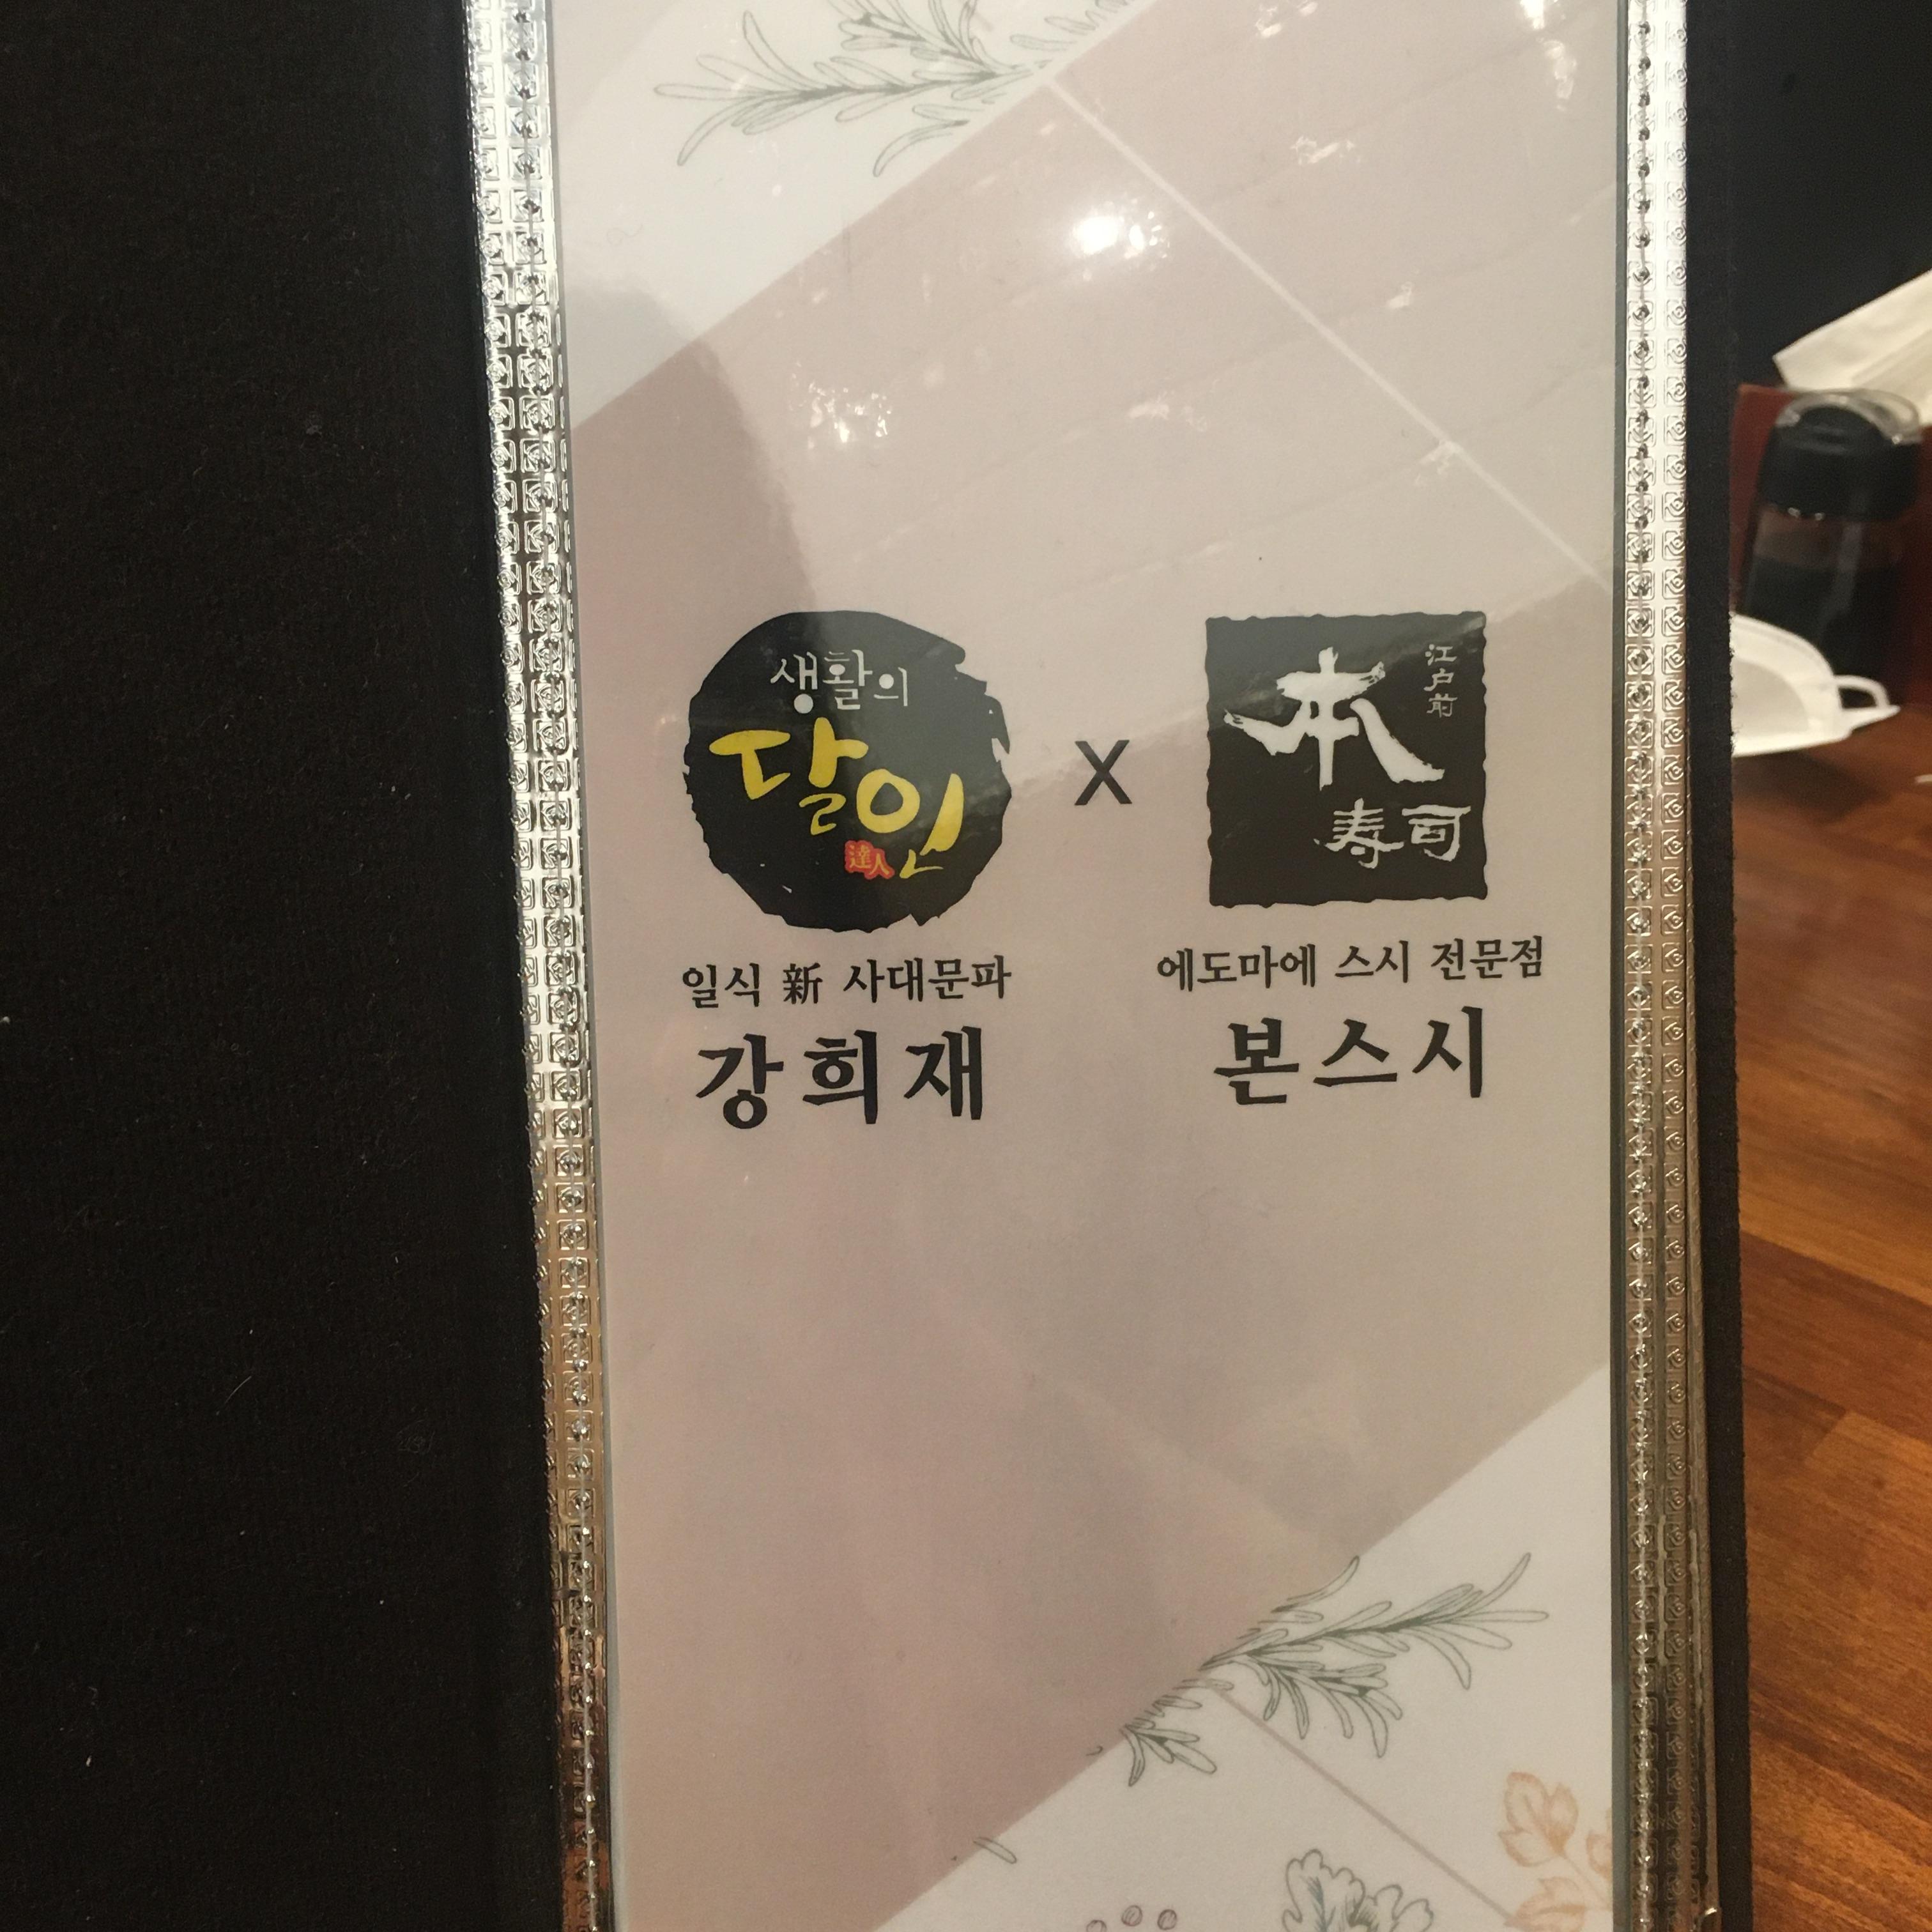 생활의
달인
達人
X
江戸前
本
寿司
일식 新 사대문파
강희재
에도마에 스시 전문점
본스시